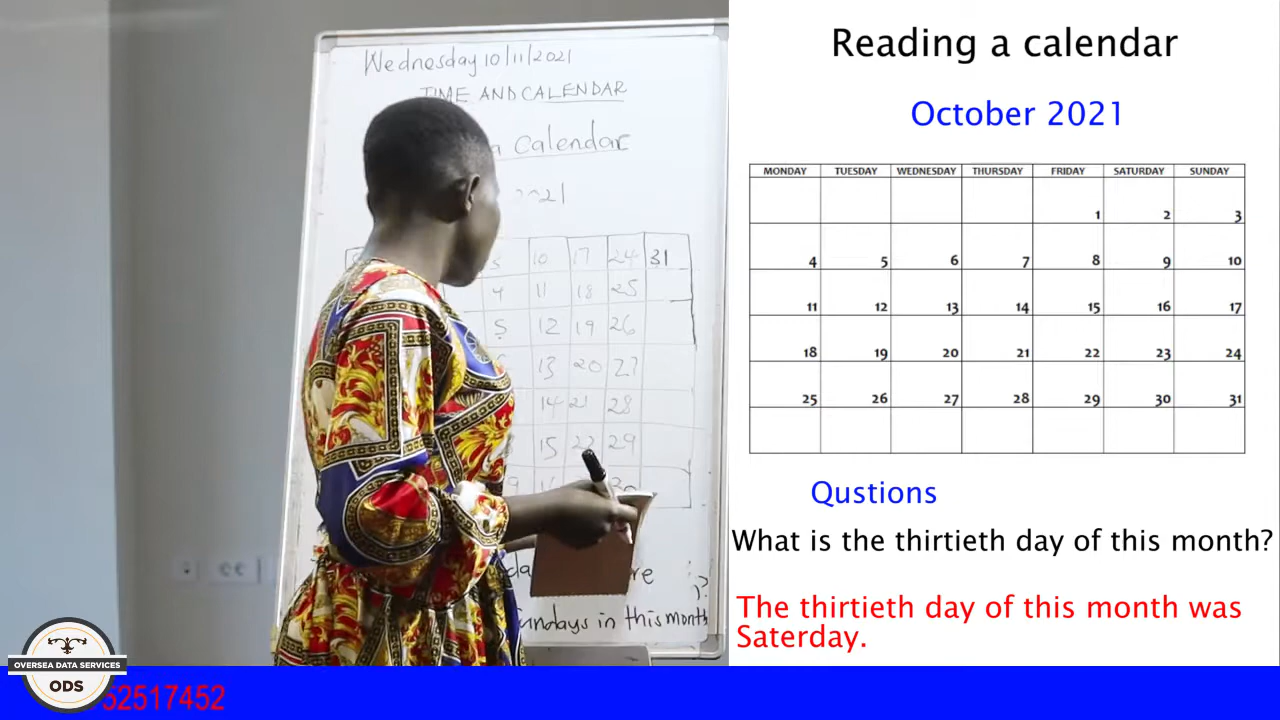 Wednesday 10/11/2021
TIME AND CALENDAR
a Calendar
21
10 17 24 31
4 11 18 25
5 12 19 26
13 20 27
14 21 28
15 22 29
9
re
?
undays in this month
Reading a calendar
October 2021
MONDAY TUESDAY WEDNESDAY THURSDAY FRIDAY SATURDAY SUNDAY
1 2 3
4 5 6 7 8 9 10
11 12 13 14 15 16 17
18 19 20 21 22 23 24
25 26 27 28 29 30 31
Qustions
What is the thirtieth day of this month?
The thirtieth day of this month was
Saterday.
OVERSEA DATA SERVICES
ODS
52517452